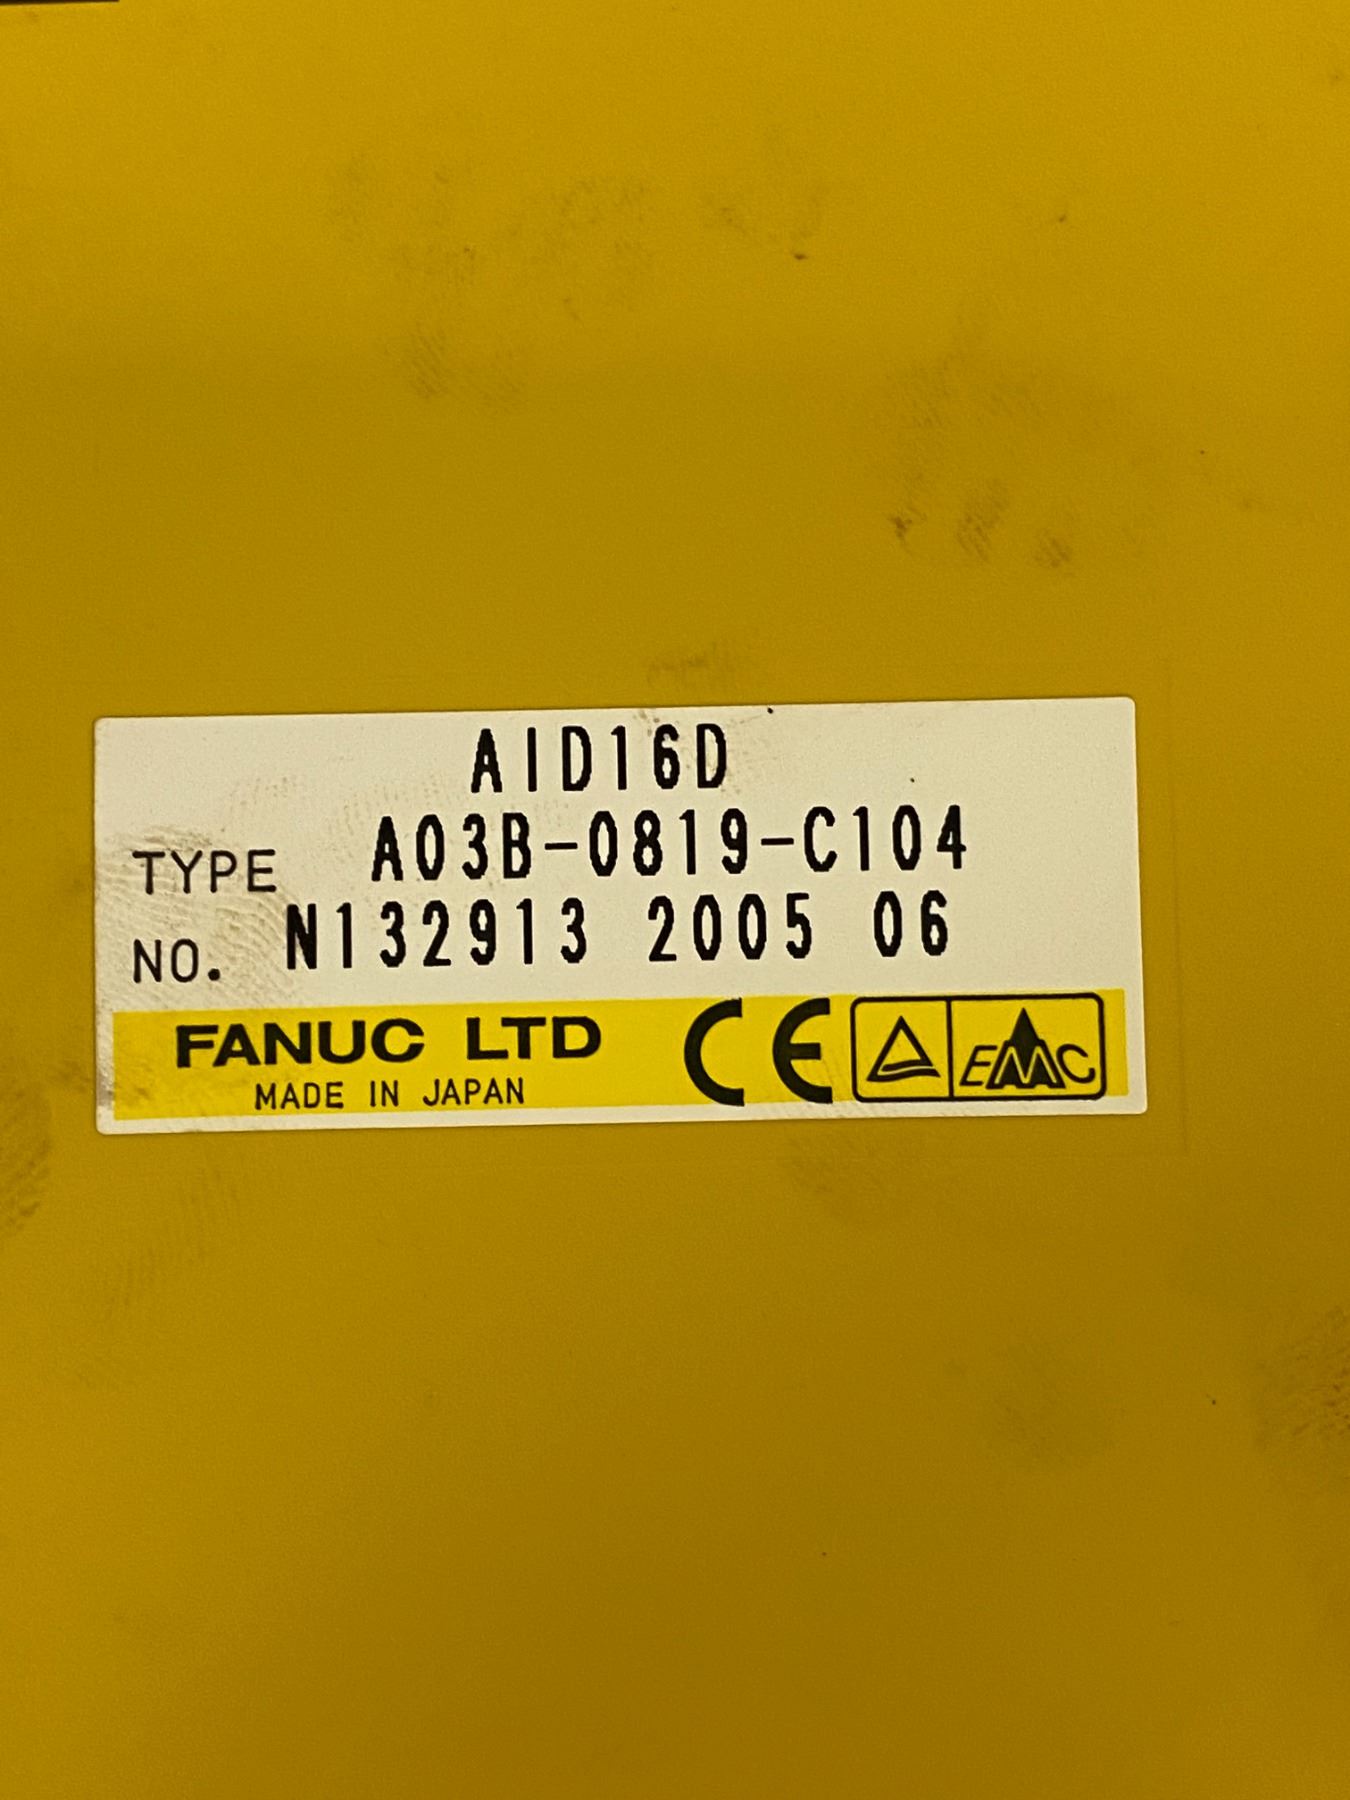 AID16D
TYPE A03B-0819-C104
NO. N132913 2005 06
FANUC LTD CE EMC
MADE IN JAPAN